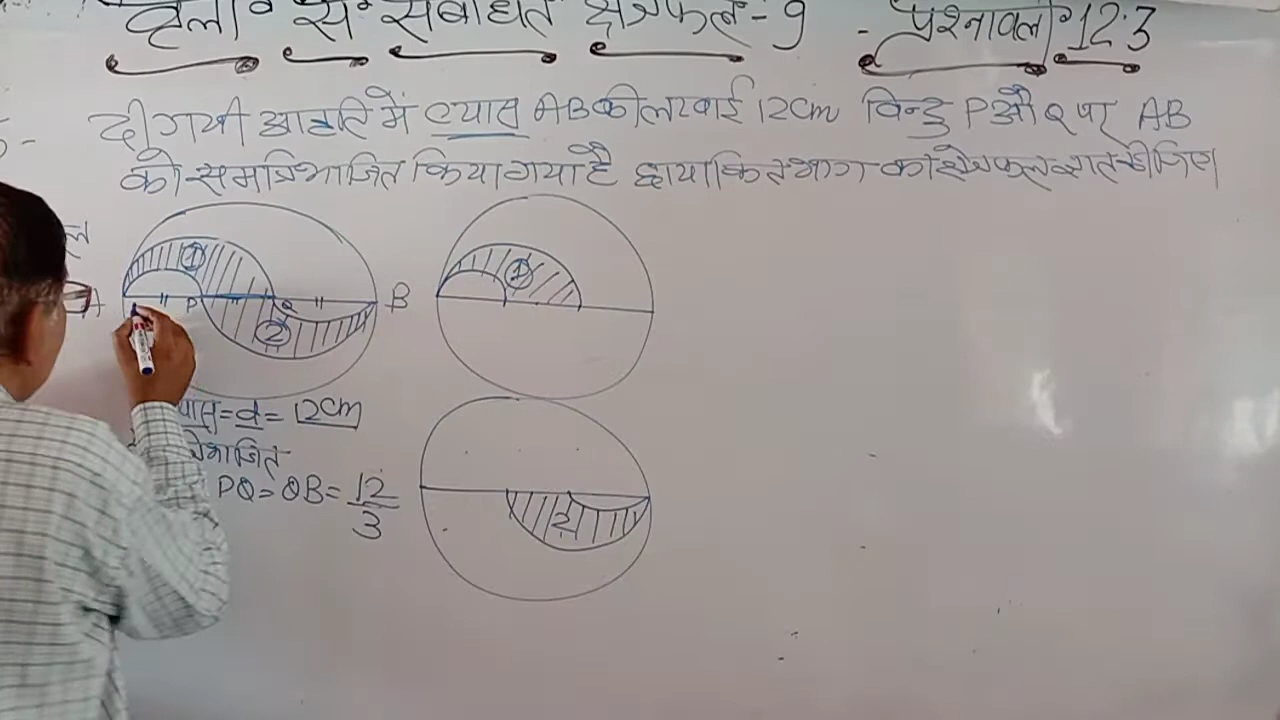 वृत्तों से संबंधित क्षेत्रफल - 9 - प्रश्नावली 12.3
दी गयी आकृति में व्यास AB की लम्बाई 12cm बिन्दु P और Q पर AB
को समत्रिभाजित किया गया है छायांकित भाग का क्षेत्रफल ज्ञात कीजिए
A P Q B
1
2
1
2
व्यास = d = 12cm
त्रिभाजित
PQ = QB = 12/3